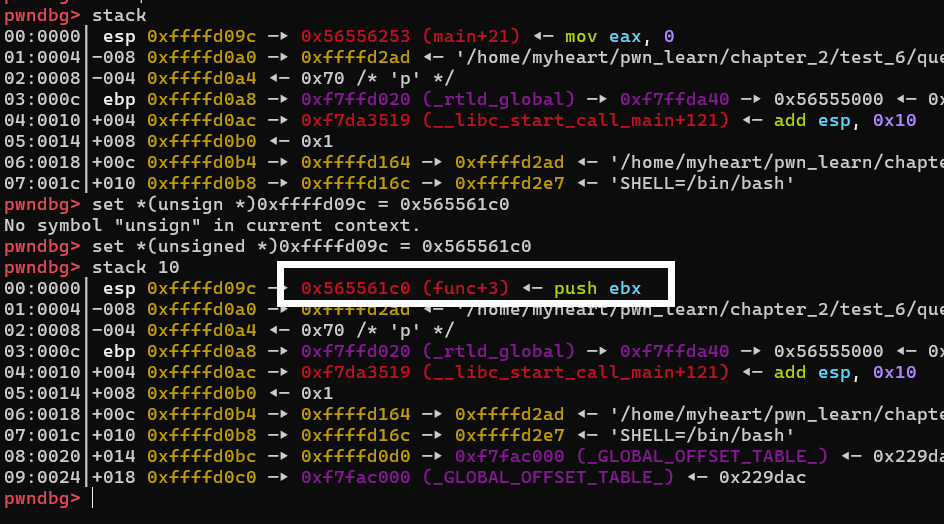 pwndbg> stack
00:0000│ esp 0xffffd09c —▸ 0x56556253 (main+21) ◂— mov eax, 0
01:0004│-008 0xffffd0a0 —▸ 0xffffd2ad ◂— '/home/myheart/pwn_learn/chapter_2/test_6/que
02:0008│-004 0xffffd0a4 ◂— 0x70 /* 'p' */
03:000c│ ebp 0xffffd0a8 —▸ 0xf7ffd020 (_rtld_global) —▸ 0xf7ffda40 —▸ 0x56555000 ◂— 0x
04:0010│+004 0xffffd0ac —▸ 0xf7da3519 (__libc_start_call_main+121) ◂— add esp, 0x10
05:0014│+008 0xffffd0b0 ◂— 0x1
06:0018│+00c 0xffffd0b4 —▸ 0xffffd164 —▸ 0xffffd2ad ◂— '/home/myheart/pwn_learn/chapte
07:001c│+010 0xffffd0b8 —▸ 0xffffd16c —▸ 0xffffd2e7 ◂— 'SHELL=/bin/bash'
pwndbg> set *(unsign *)0xffffd09c = 0x565561c0
No symbol "unsign" in current context.
pwndbg> set *(unsigned *)0xffffd09c = 0x565561c0
pwndbg> stack 10
00:0000│ esp 0xffffd09c —▸ 0x565561c0 (func+3) ◂— push ebx
01:0004│-008 0xffffd0a0 —▸ 0xffffd2ad ◂— '/home/myheart/pwn_learn/chapter_2/test_6/que
02:0008│-004 0xffffd0a4 ◂— 0x70 /* 'p' */
03:000c│ ebp 0xffffd0a8 —▸ 0xf7ffd020 (_rtld_global) —▸ 0xf7ffda40 —▸ 0x56555000 ◂— 0x
04:0010│+004 0xffffd0ac —▸ 0xf7da3519 (__libc_start_call_main+121) ◂— add esp, 0x10
05:0014│+008 0xffffd0b0 ◂— 0x1
06:0018│+00c 0xffffd0b4 —▸ 0xffffd164 —▸ 0xffffd2ad ◂— '/home/myheart/pwn_learn/chapte
07:001c│+010 0xffffd0b8 —▸ 0xffffd16c —▸ 0xffffd2e7 ◂— 'SHELL=/bin/bash'
08:0020│+014 0xffffd0bc —▸ 0xffffd0d0 —▸ 0xf7fac000 (_GLOBAL_OFFSET_TABLE_) ◂— 0x229da
09:0024│+018 0xffffd0c0 —▸ 0xf7fac000 (_GLOBAL_OFFSET_TABLE_) ◂— 0x229dac
pwndbg>